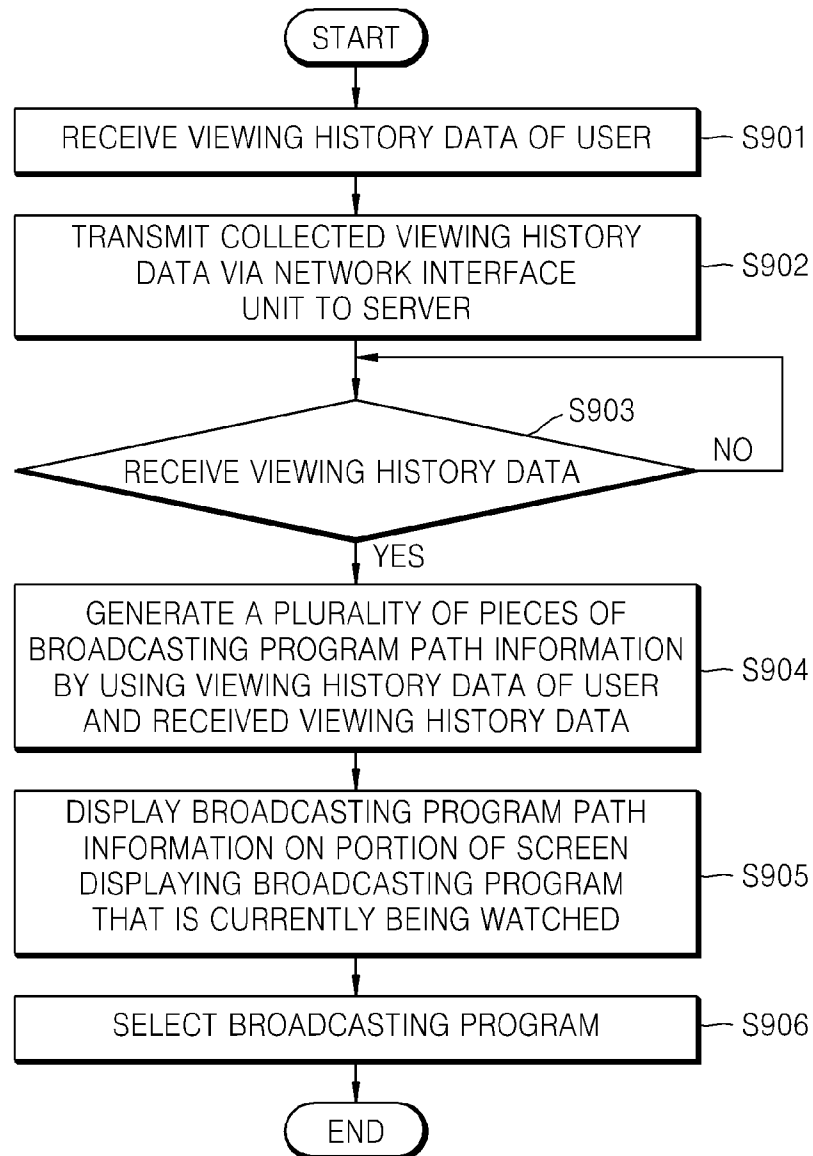 START
RECEIVE VIEWING HISTORY DATA OF USER
S901
TRANSMIT COLLECTED VIEWING HISTORY
DATA VIA NETWORK INTERFACE
UNIT TO SERVER
S902
S903
RECEIVE VIEWING HISTORY DATA
NO
YES
GENERATE A PLURALITY OF PIECES OF
BROADCASTING PROGRAM PATH INFORMATION
BY USING VIEWING HISTORY DATA OF USER
AND RECEIVED VIEWING HISTORY DATA
S904
DISPLAY BROADCASTING PROGRAM PATH
INFORMATION ON PORTION OF SCREEN
DISPLAYING BROADCASTING PROGRAM
THAT IS CURRENTLY BEING WATCHED
S905
SELECT BROADCASTING PROGRAM
S906
END